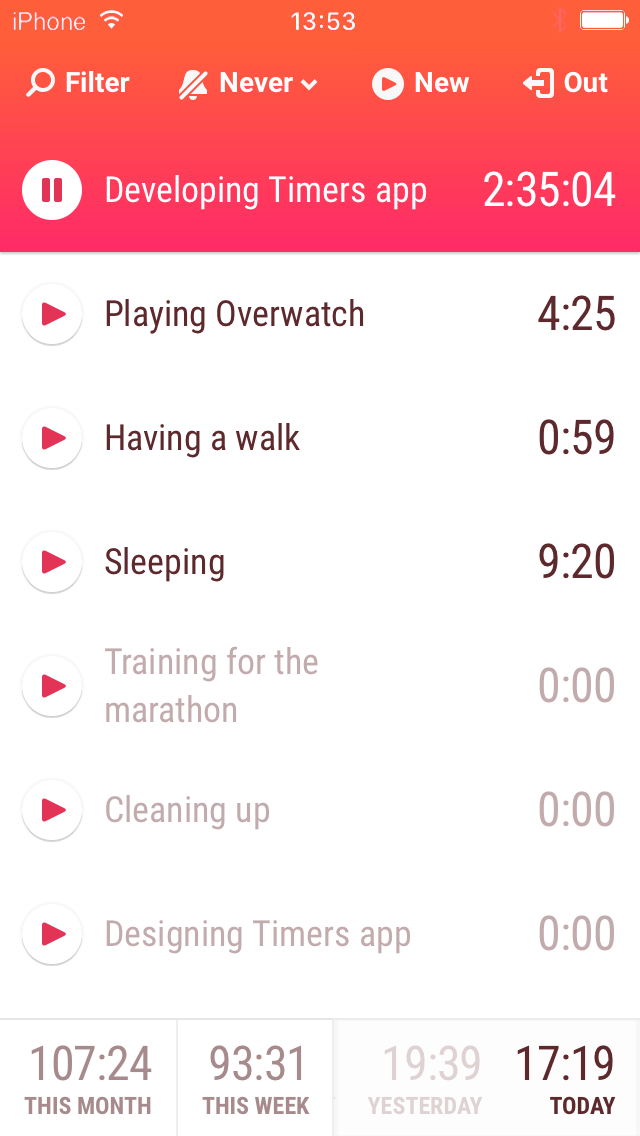 iPhone 13:53
Filter Never New Out
Developing Timers app 2:35:04
Playing Overwatch 4:25
Having a walk 0:59
Sleeping 9:20
Training for the
marathon 0:00
Cleaning up 0:00
Designing Timers app 0:00
107:24 93:31 19:39 17:19
THIS MONTH THIS WEEK YESTERDAY TODAY